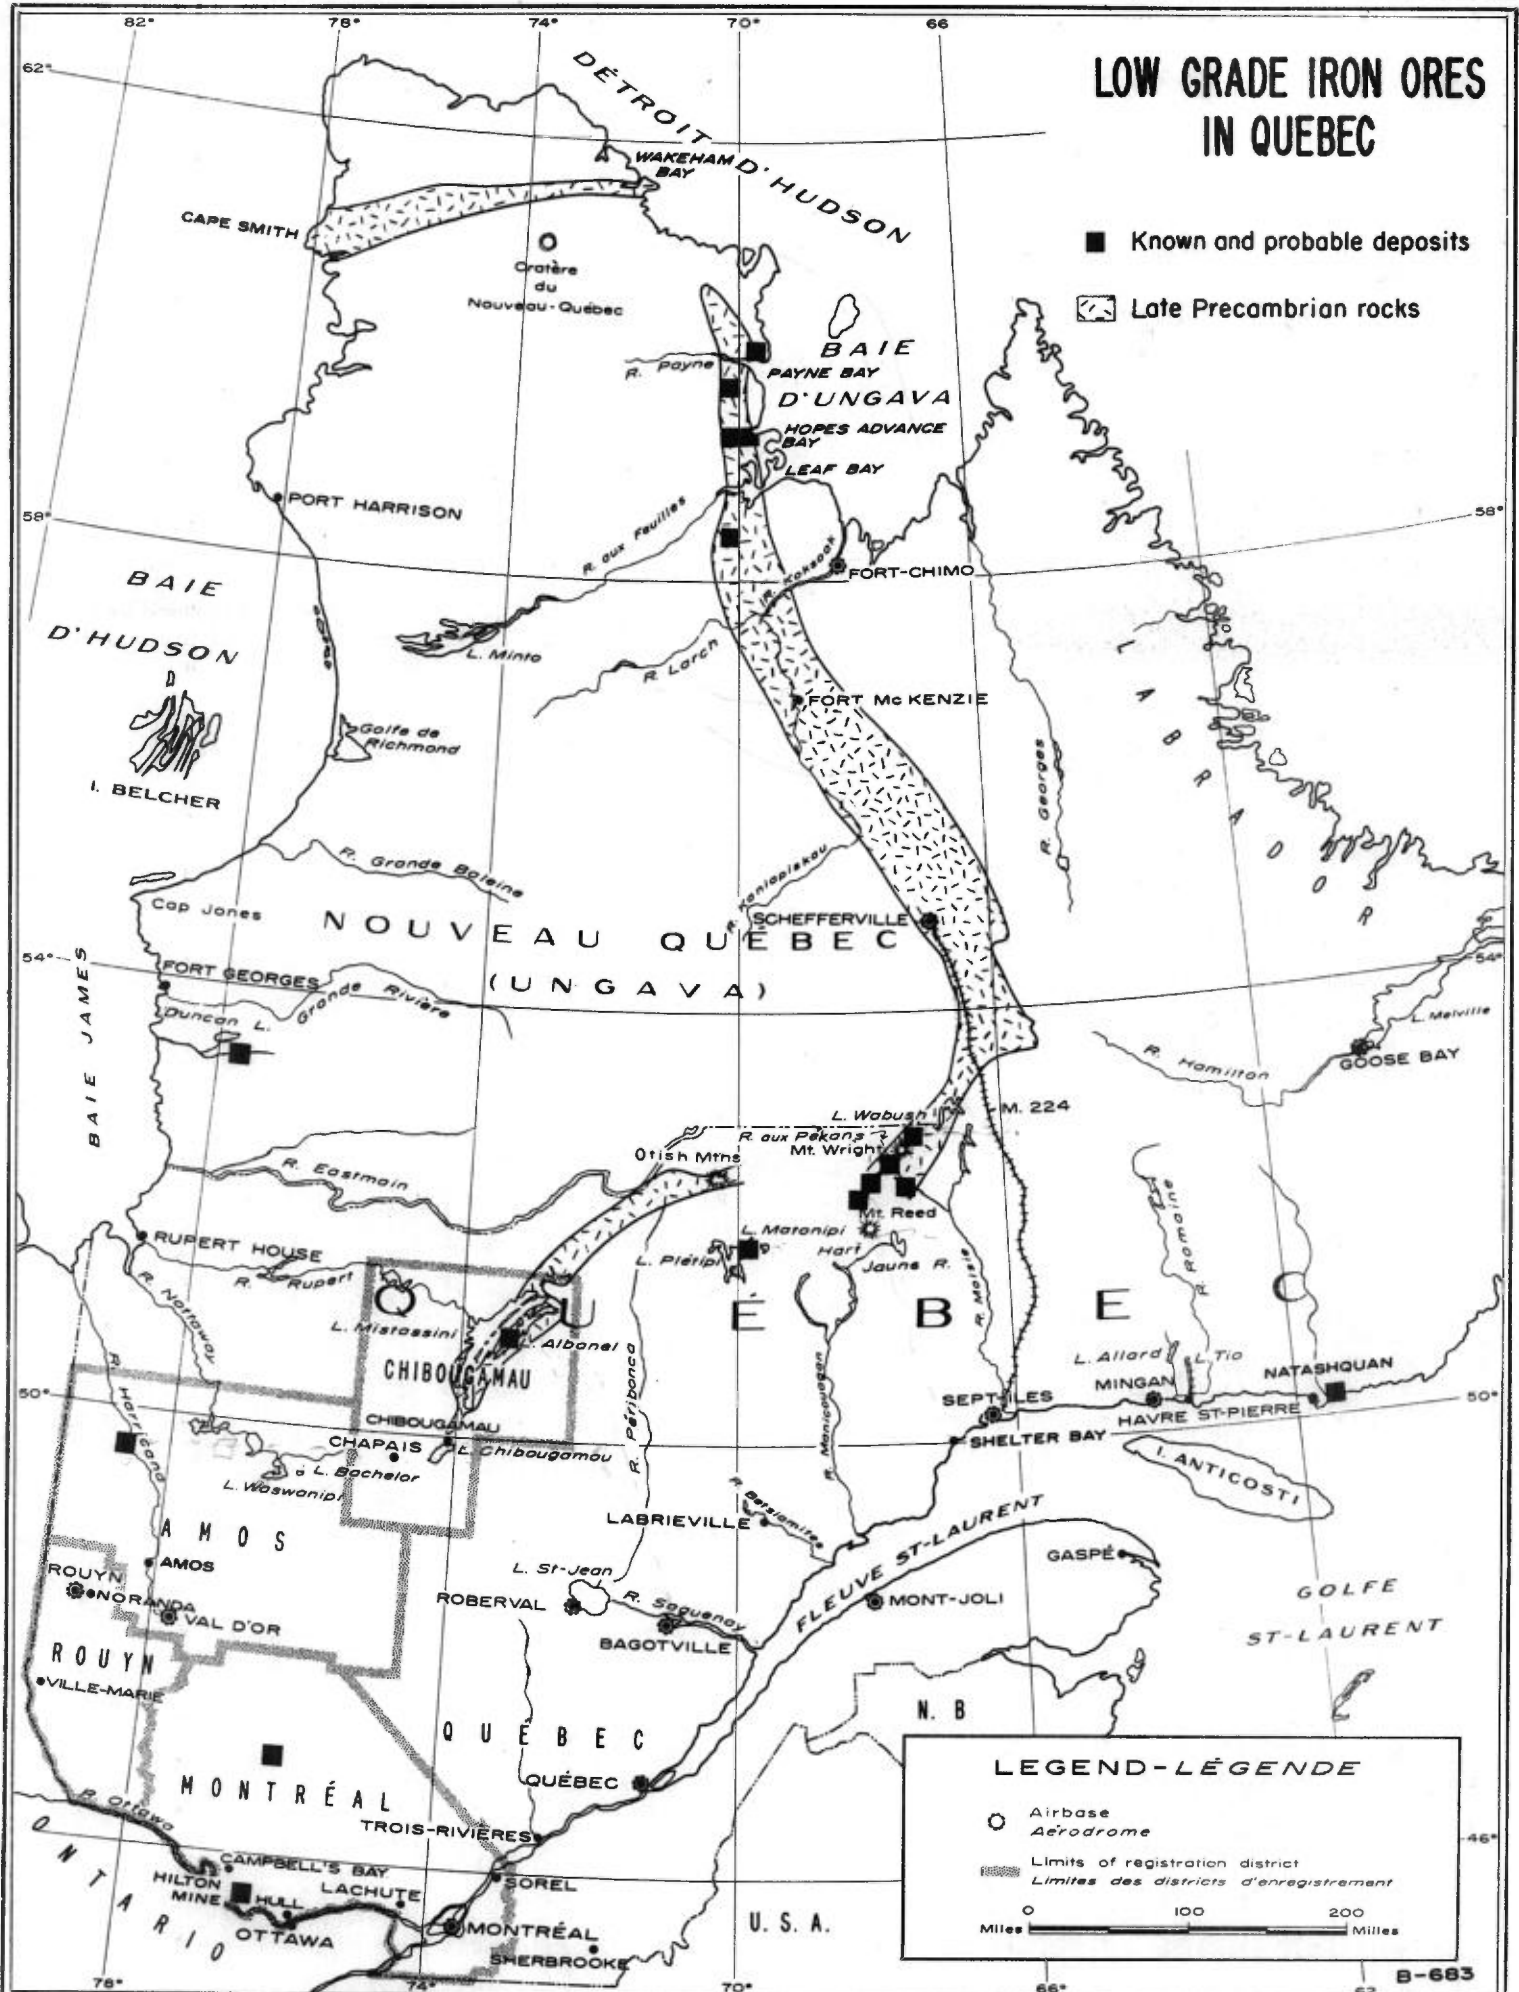 82°
78°
74°
70°
66
62°
LOW GRADE IRON ORES
IN QUEBEC
DÉTROIT D'HUDSON
WAKEHAM
BAY
CAPE SMITH
Known and probable deposits
Cratère
du
Nouveau-Québec
Late Precambrian rocks
BAIE
D'UNGAVA
R. Payne
PAYNE BAY
HOPES ADVANCE
BAY
LEAF BAY
PORT HARRISON
58°
58°
R. aux Feuilles
R. Koksoak
FORT-CHIMO
BAIE
D'HUDSON
L. Minto
R. Larch
FORT Mc KENZIE
LABRADOR
Golfe de
Richmond
I. BELCHER
R. Georges
R. Grande Baleine
R. Kaniapiskau
Cap Jones
SCHEFFERVILLE
NOUVEAU QUÉBEC
(UNGAVA)
54°
54°
BAIE JAMES
FORT GEORGES
Grande Rivière
Duncan L.
L. Melville
GOOSE BAY
R. Hamilton
M. 224
L. Wabush
R. aux Pékans
Mt. Wright
Otish Mtns
R. Eastmain
Mt. Reed
L. Matonipi
Hart
Jaune R.
L. Plétipi
R. Moisie
R. Romaine
RUPERT HOUSE
R. Rupert
R. Nottaway
QUÉBEC
L. Mistassini
L. Albanel
CHIBOUGAMAU
R. Péribonca
R. Manicouagan
L. Allard
L. Tio
MINGAN
NATASHQUAN
SEPT-ILES
HAVRE ST-PIERRE
SHELTER BAY
50°
50°
R. Harricana
CHIBOUGAMAU
CHAPAIS
L. Chibougamau
L. Bachelor
L. Waswanipi
I. ANTICOSTI
R. Betsiamites
LABRIEVILLE
AMOS
AMOS
FLEUVE ST-LAURENT
GASPÉ
ROUYN
NORANDA
VAL D'OR
L. St-Jean
ROBERVAL
R. Saguenay
BAGOTVILLE
MONT-JOLI
GOLFE
ST-LAURENT
ROUYN
VILLE-MARIE
N. B
QUÉBEC
QUÉBEC
MONTRÉAL
R. Ottawa
TROIS-RIVIÈRES
ONTARIO
CAMPBELL'S BAY
HILTON
MINE
HULL
LACHUTE
SOREL
OTTAWA
MONTRÉAL
SHERBROOKE
U. S. A.
LEGEND-LÉGENDE
Airbase
Aérodrome
Limits of registration district
Limites des districts d'enregistrement
0 100 200
Miles Milles
46°
78°
74°
70°
66°
62
B-683